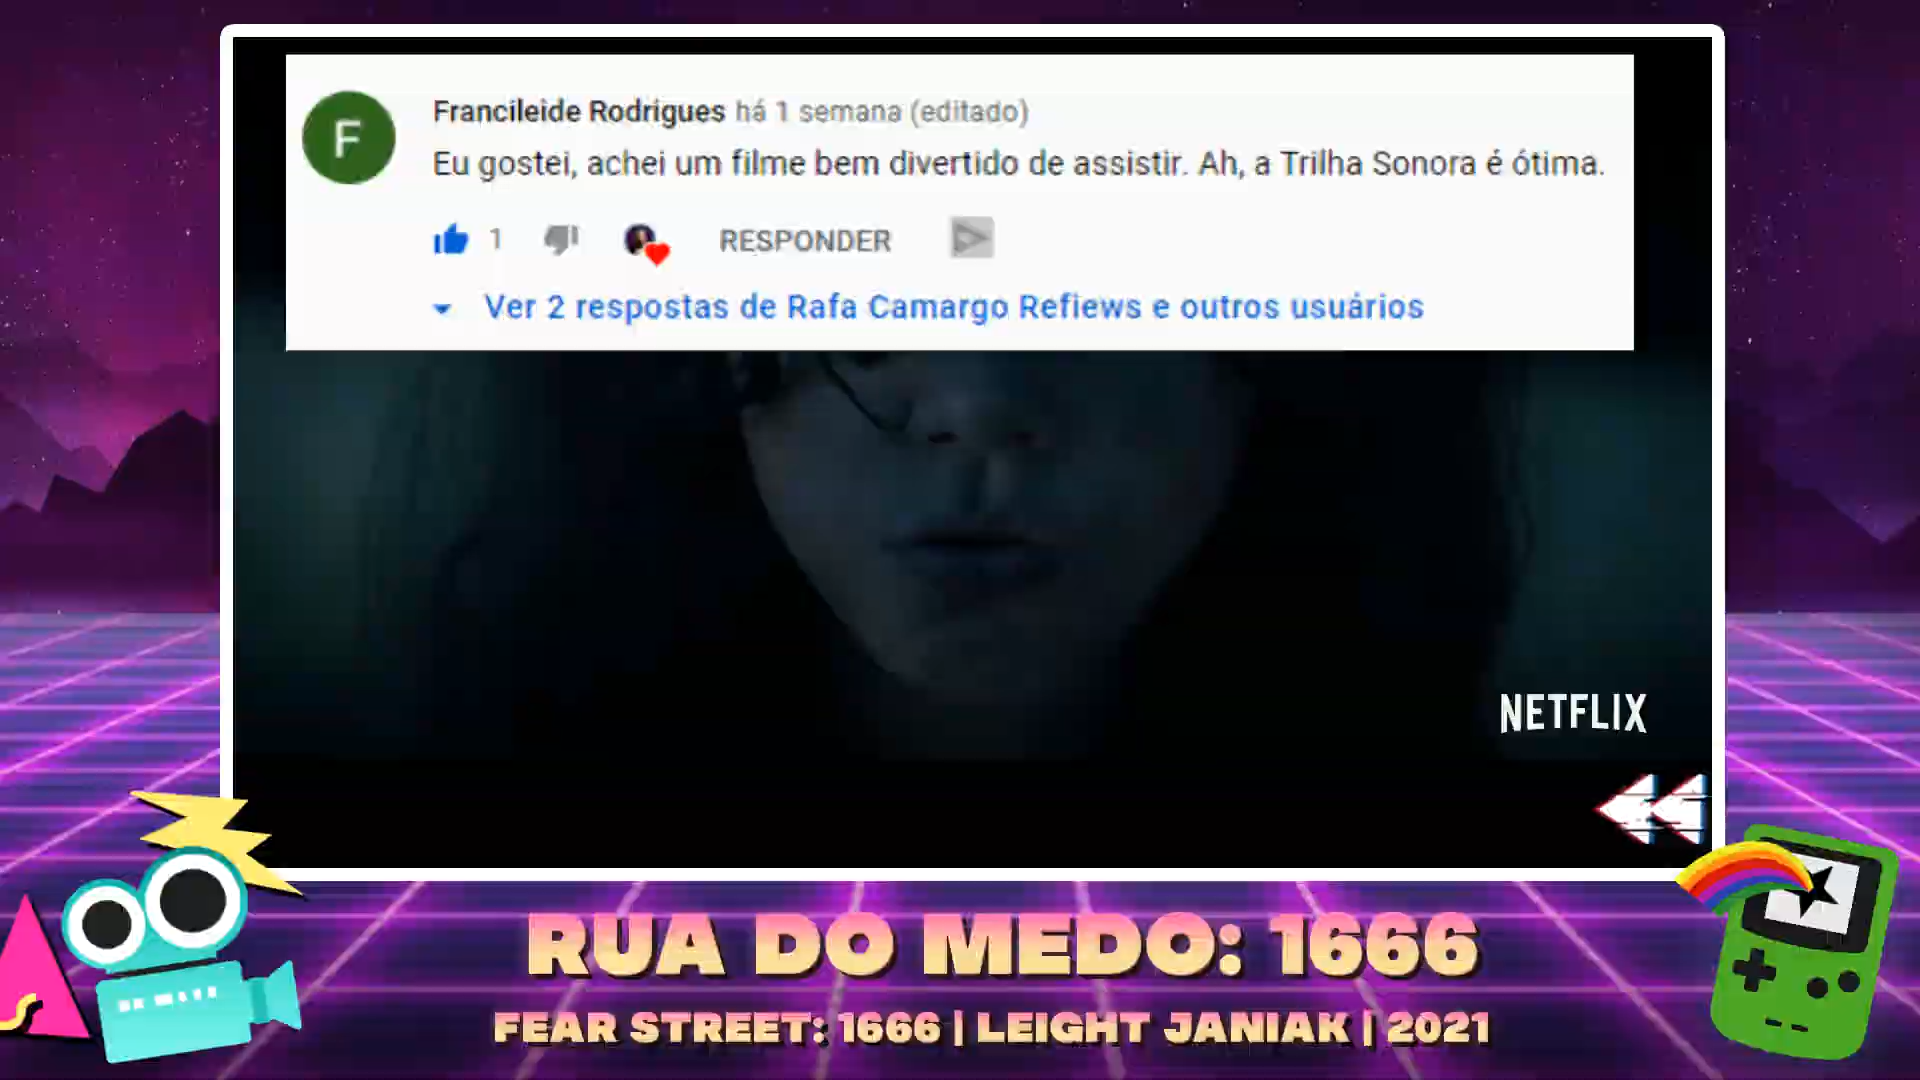 F
Francileide Rodrigues há 1 semana (editado)
Eu gostei, achei um filme bem divertido de assistir. Ah, a Trilha Sonora é ótima.
1
RESPONDER
Ver 2 respostas de Rafa Camargo Refiews e outros usuários
NETFLIX
RUA DO MEDO: 1666
FEAR STREET: 1666 | LEIGHT JANIAK | 2021